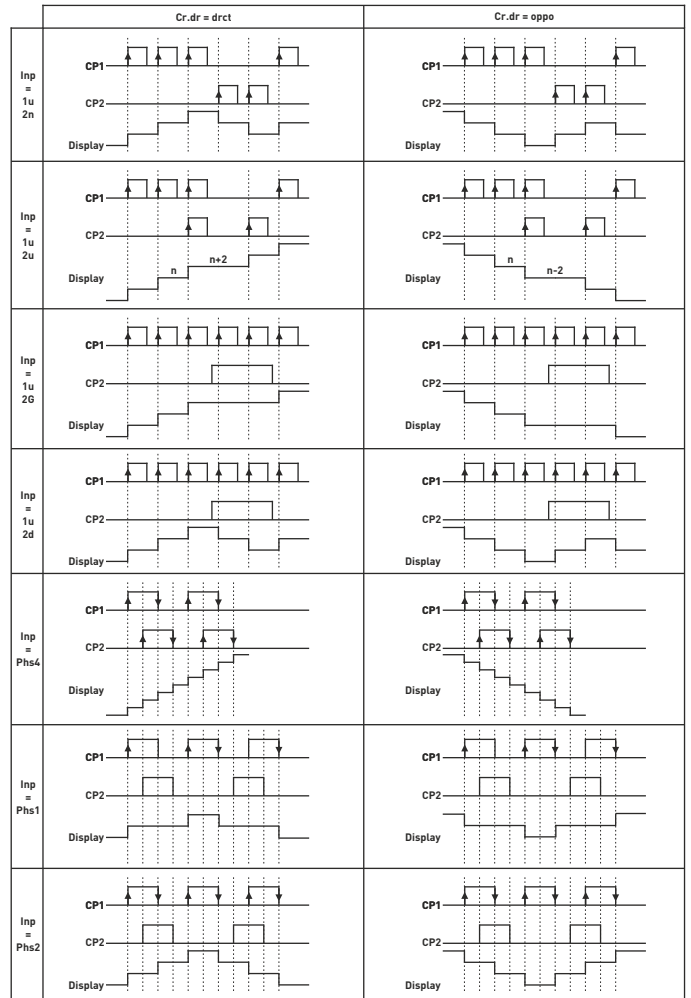 Cr.dr = drct
Cr.dr = oppo
Inp
=
1u
2n
CP1
CP2
Display
CP1
CP2
Display
Inp
=
1u
2u
CP1
CP2
n
n+2
Display
CP1
CP2
n
n-2
Display
Inp
=
1u
2G
CP1
CP2
Display
CP1
CP2
Display
Inp
=
1u
2d
CP1
CP2
Display
CP1
CP2
Display
Inp
=
Phs4
CP1
CP2
Display
CP1
CP2
Display
Inp
=
Phs1
CP1
CP2
Display
CP1
CP2
Display
Inp
=
Phs2
CP1
CP2
Display
CP1
CP2
Display